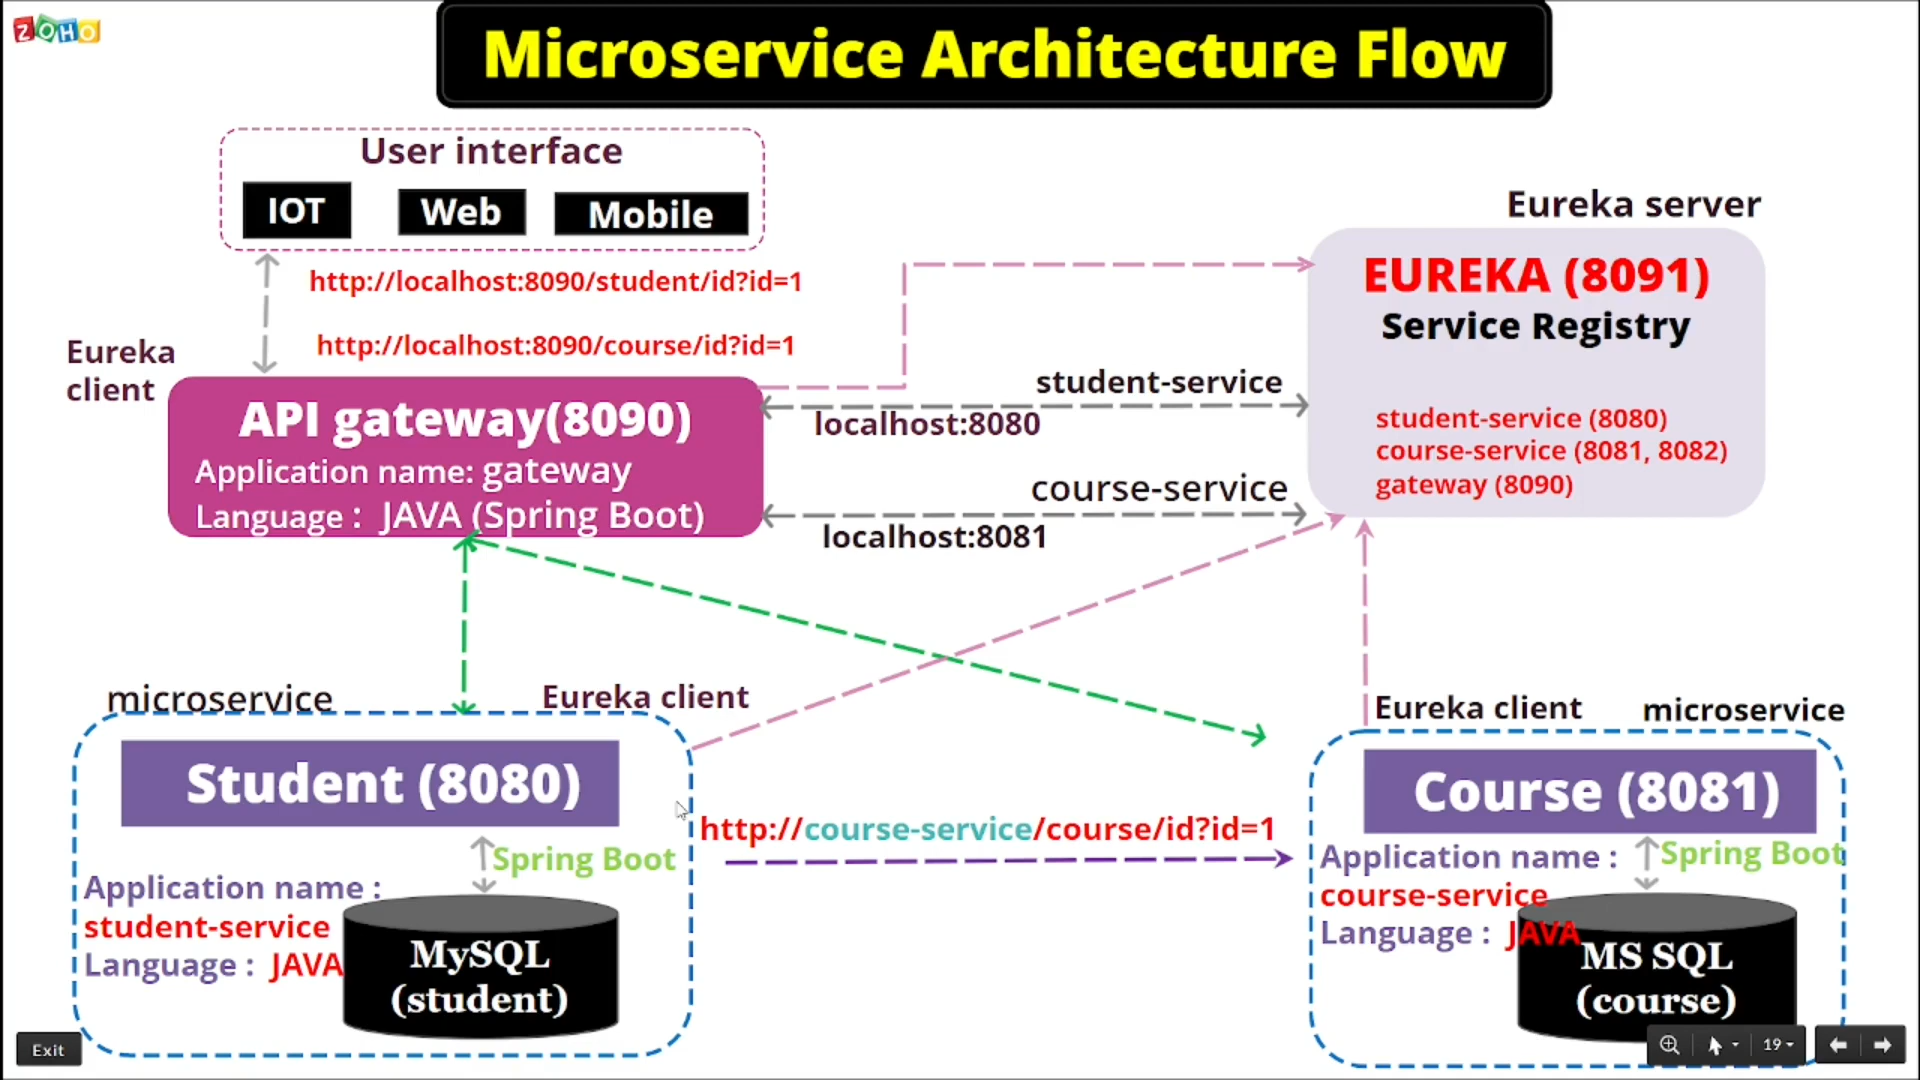 ZOHO
Microservice Architecture Flow
User interface
IOT
Web
Mobile
http://localhost:8090/student/id?id=1
http://localhost:8090/course/id?id=1
Eureka
client
API gateway(8090)
Application name: gateway
Language : JAVA (Spring Boot)
Eureka server
EUREKA (8091)
Service Registry
student-service (8080)
course-service (8081, 8082)
gateway (8090)
student-service
localhost:8080
course-service
localhost:8081
microservice
Eureka client
Student (8080)
Spring Boot
Application name :
student-service
Language : JAVA
MySQL
(student)
http://course-service/course/id?id=1
Eureka client
microservice
Course (8081)
Application name :
Spring Boot
course-service
Language : JAVA
MS SQL
(course)
Exit
19